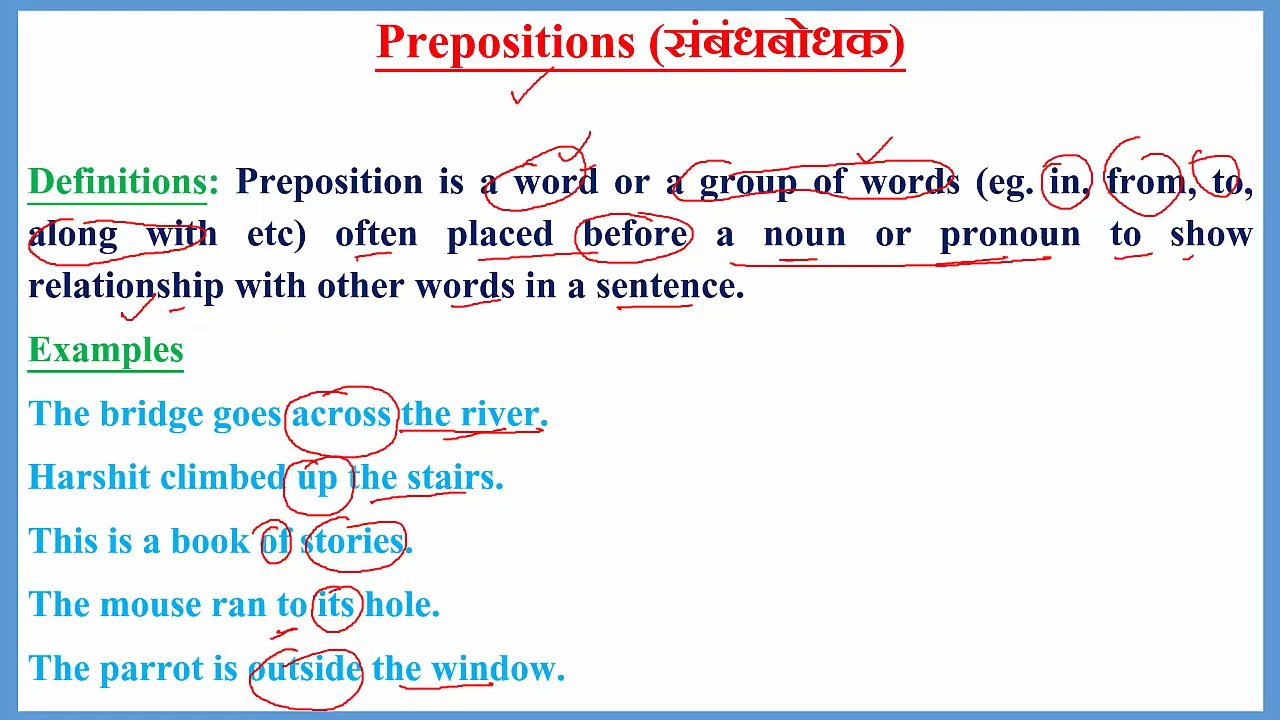 Prepositions (संबंधबोधक)
Definitions: Preposition is a word or a group of words (eg. in, from, to,
along with etc) often placed before a noun or pronoun to show
relationship with other words in a sentence.
Examples
The bridge goes across the river.
Harshit climbed up the stairs.
This is a book of stories.
The mouse ran to its hole.
The parrot is outside the window.